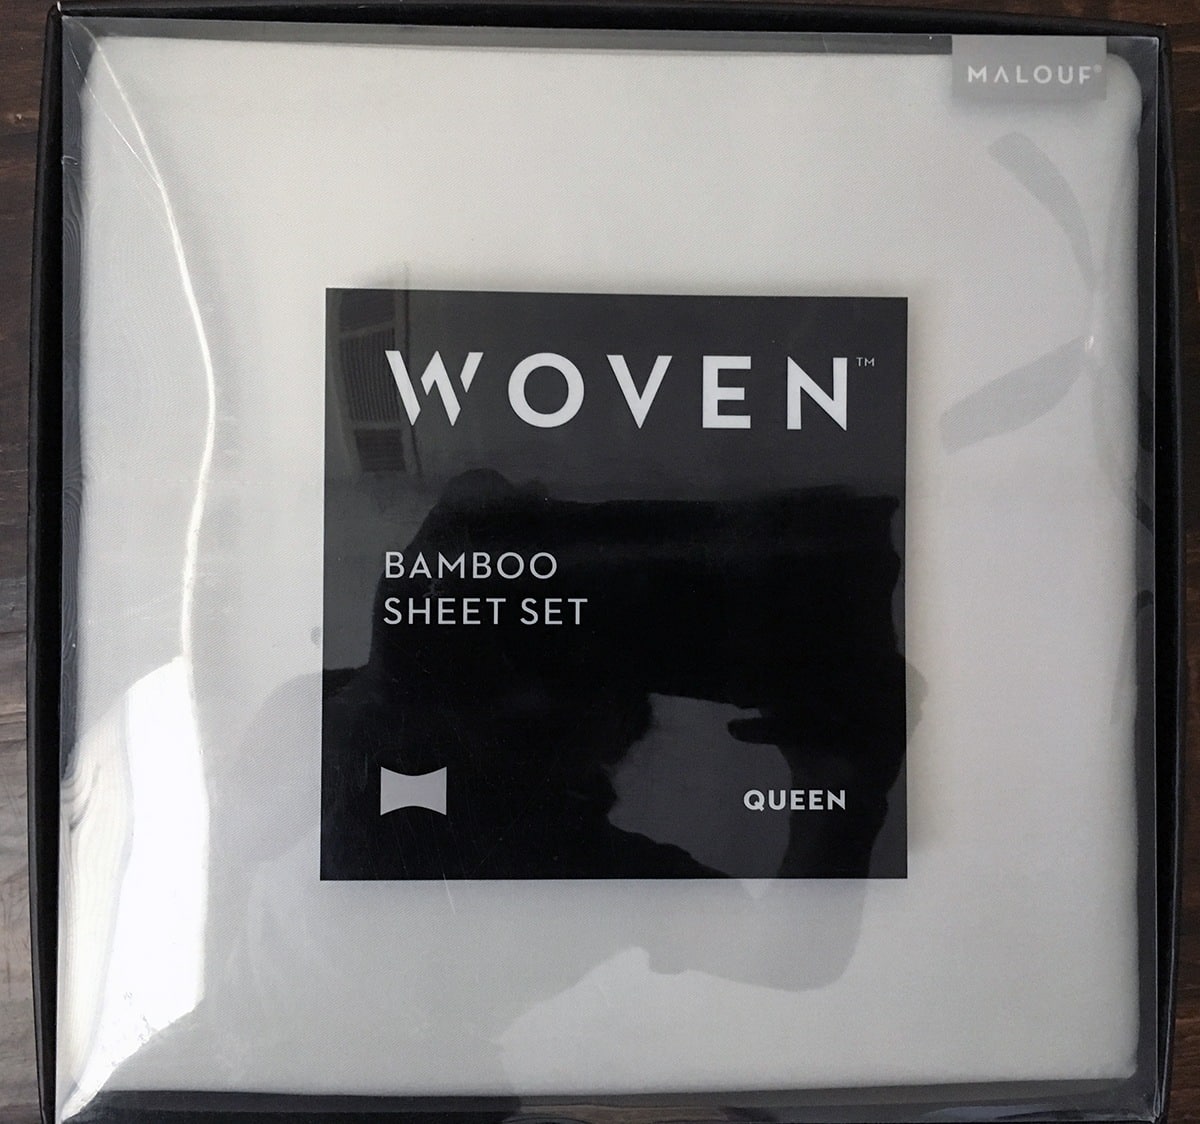 MALOUF®
WOVEN™
BAMBOO
SHEET SET
QUEEN